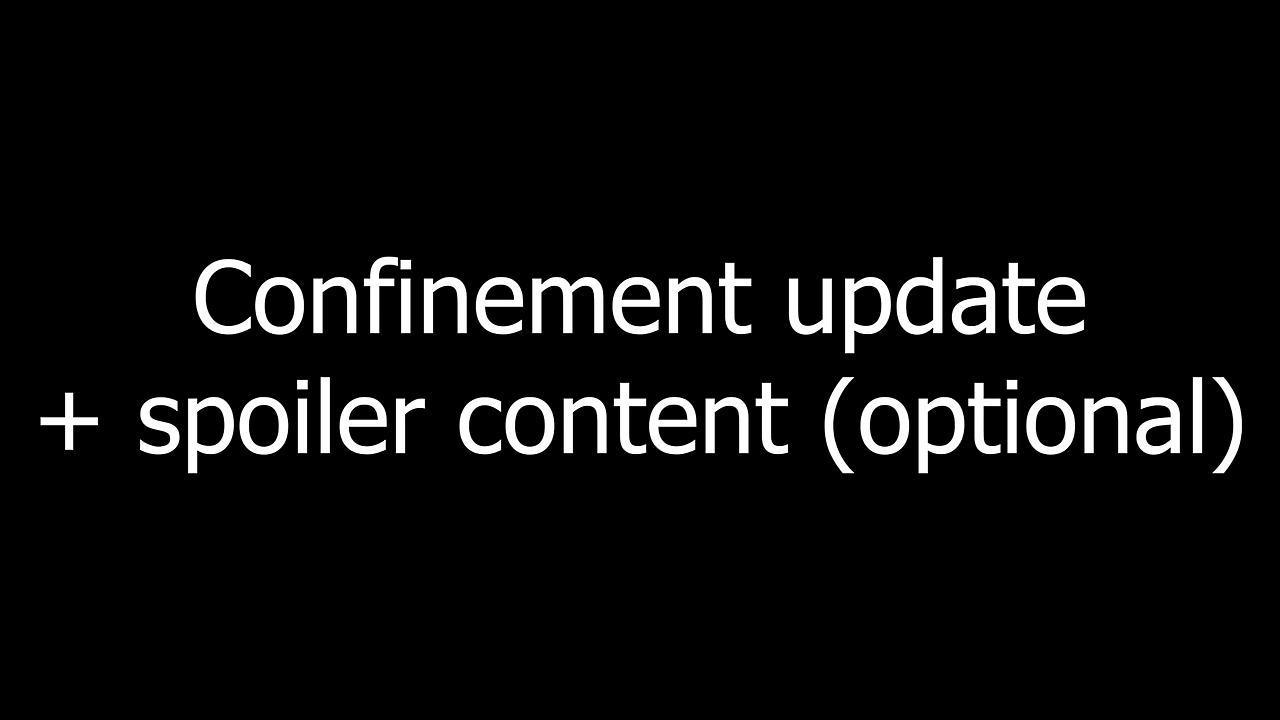 Confinement update
+ spoiler content (optional)